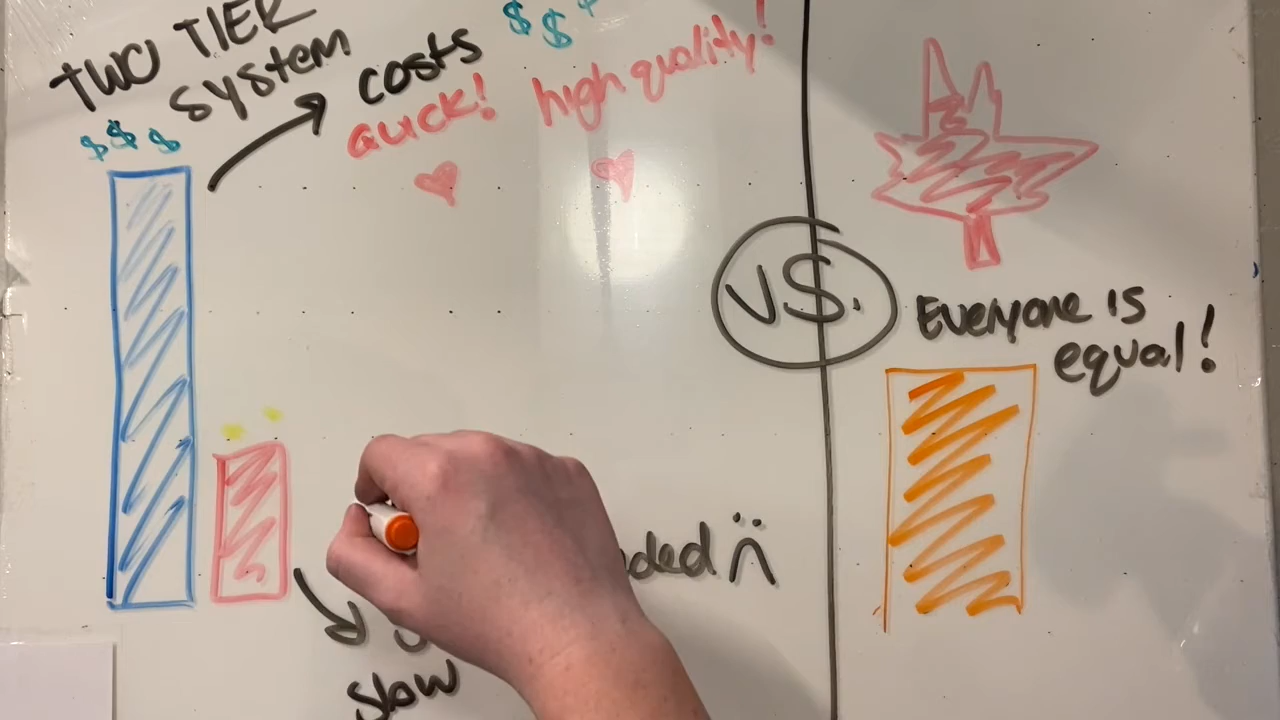 TWO TIER
system
$$$
costs $$$
quick! high quality!
VS.
Everyone is
equal!
slow